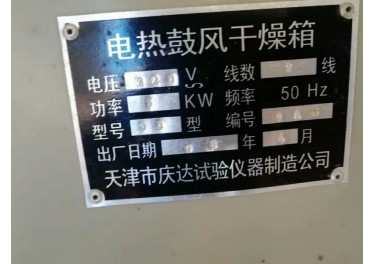 电热鼓风干燥箱
电压 V 线数 线
功率 KW 频率 50 Hz
型号 型 编号
出厂日期 年 月
天津市庆达试验仪器制造公司